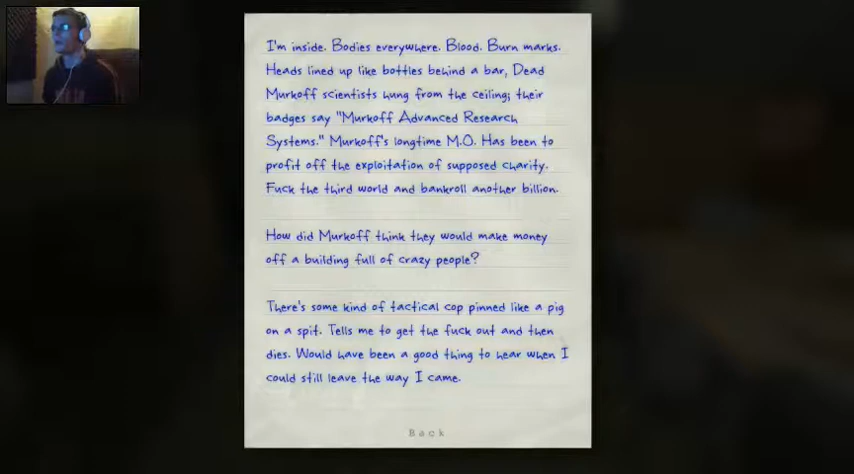 I'm inside. Bodies everywhere. Blood. Burn marks.
Heads lined up like bottles behind a bar, Dead
Murkoff scientists hung from the ceiling; their
badges say "Murkoff Advanced Research
Systems." Murkoff's longtime M.O. Has been to
profit off the exploitation of supposed charity.
Fuck the third world and bankroll another billion.
How did Murkoff think they would make money
off a building full of crazy people?
There's some kind of tactical cop pinned like a pig
on a spit. Tells me to get the fuck out and then
dies. Would have been a good thing to hear when I
could still leave the way I came.
Back